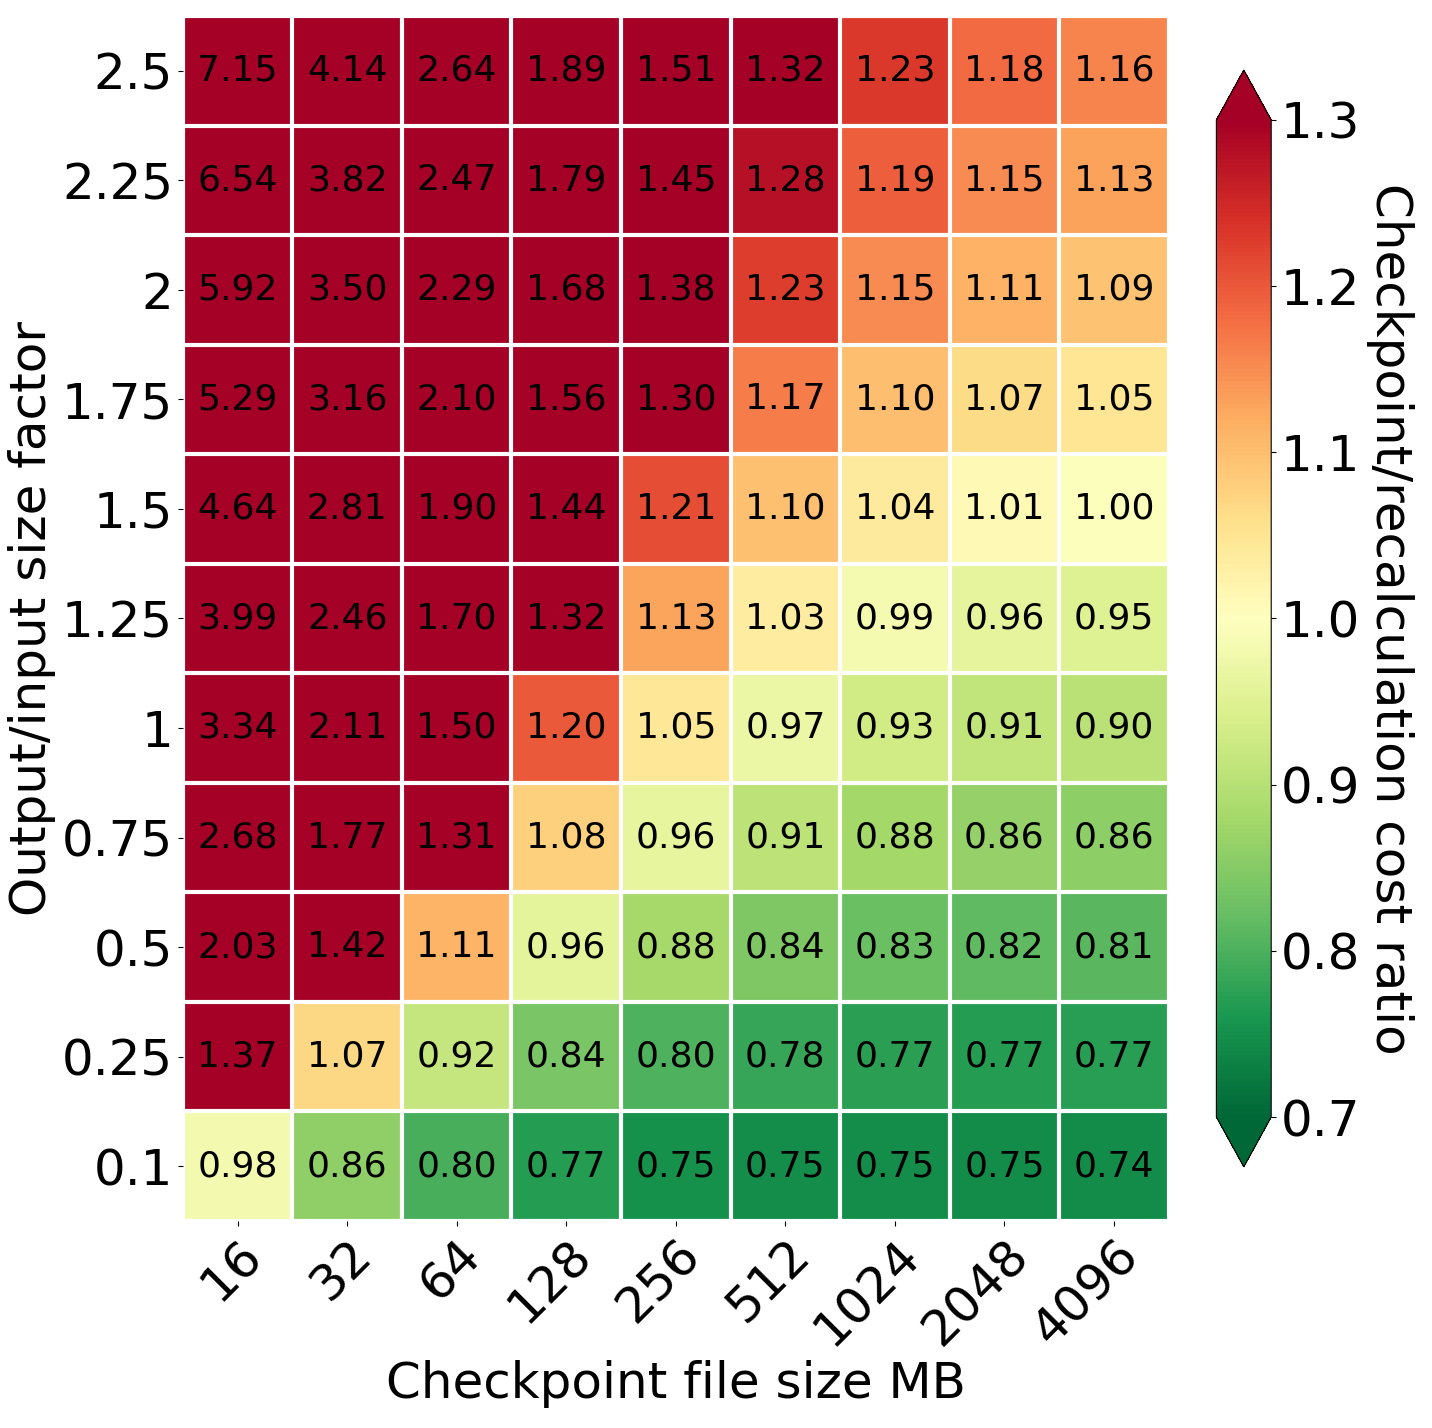 2.5 7.15 4.14 2.64 1.89 1.51 1.32 1.23 1.18 1.16
2.25 6.54 3.82 2.47 1.79 1.45 1.28 1.19 1.15 1.13
2 5.92 3.50 2.29 1.68 1.38 1.23 1.15 1.11 1.09
1.75 5.29 3.16 2.10 1.56 1.30 1.17 1.10 1.07 1.05
1.5 4.64 2.81 1.90 1.44 1.21 1.10 1.04 1.01 1.00
1.25 3.99 2.46 1.70 1.32 1.13 1.03 0.99 0.96 0.95
1 3.34 2.11 1.50 1.20 1.05 0.97 0.93 0.91 0.90
0.75 2.68 1.77 1.31 1.08 0.96 0.91 0.88 0.86 0.86
0.5 2.03 1.42 1.11 0.96 0.88 0.84 0.83 0.82 0.81
0.25 1.37 1.07 0.92 0.84 0.80 0.78 0.77 0.77 0.77
0.1 0.98 0.86 0.80 0.77 0.75 0.75 0.75 0.75 0.74
16 32 64 128 256 512 1024 2048 4096
Checkpoint file size MB
Output/input size factor
1.3
1.2
1.1
1.0
0.9
0.8
0.7
Checkpoint/recalculation cost ratio